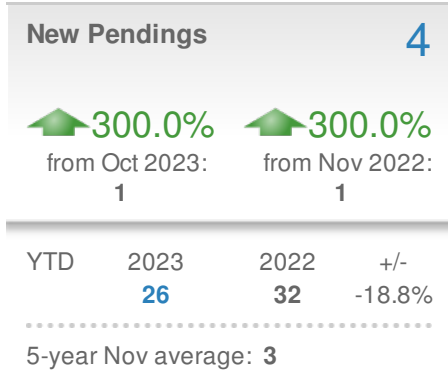 New Pendings 4
300.0% 300.0%
from Oct 2023: from Nov 2022:
1 1
YTD 2023 2022 +/-
26 32 -18.8%
5-year Nov average: 3